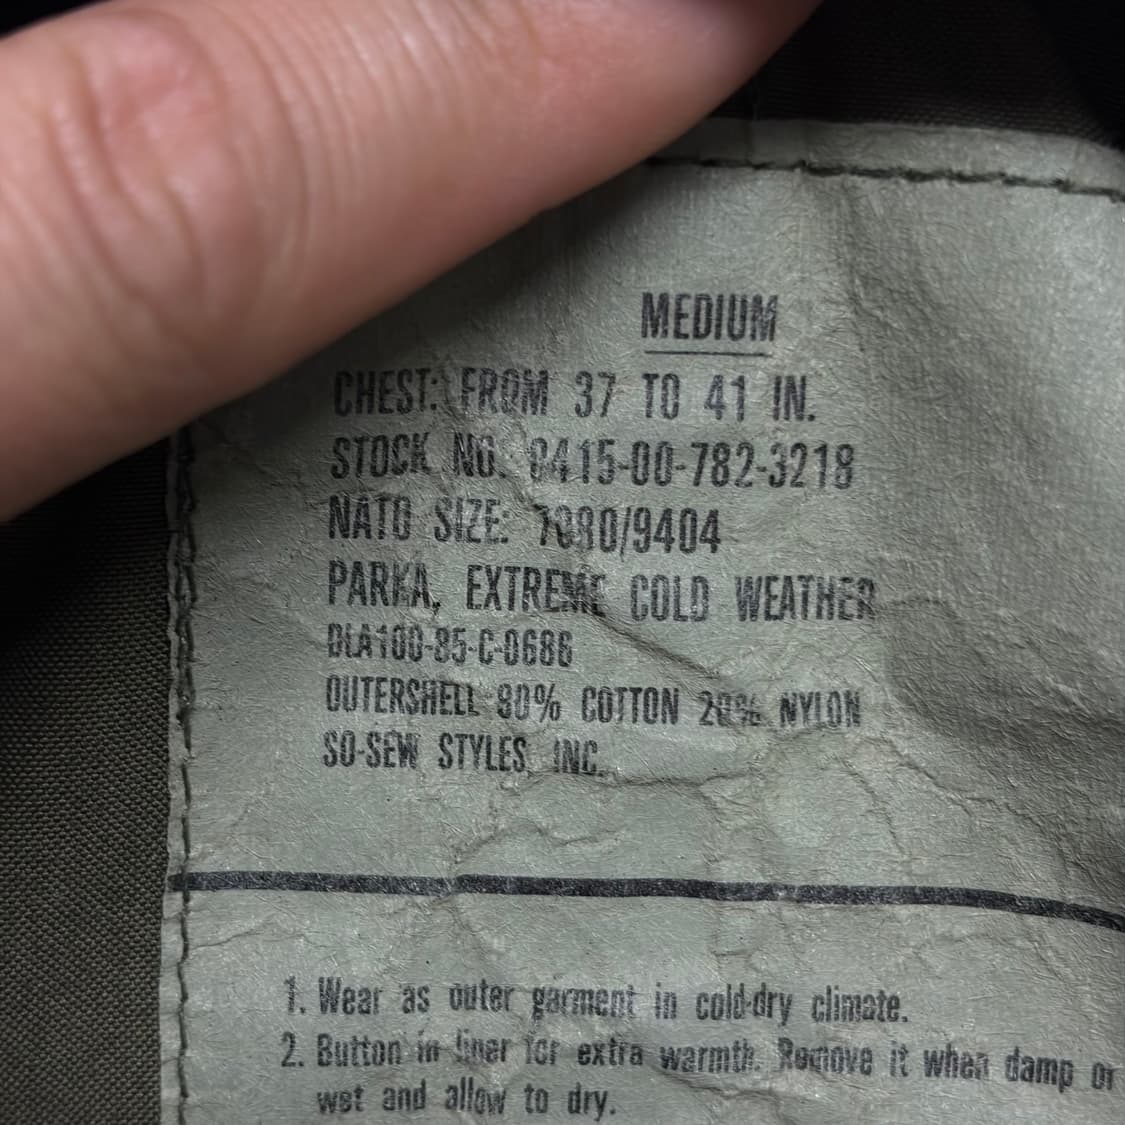 MEDIUM
CHEST: FROM 37 TO 41 IN.
STOCK NO. 8415-00-782-3218
NATO SIZE: 7080/9404
PARKA, EXTREME COLD WEATHER
DLA100-85-C-0686
OUTERSHELL 80% COTTON 20% NYLON
SO-SEW STYLES, INC.
1. Wear as outer garment in cold-dry climate.
2. Button in liner for extra warmth. Remove it when damp or
wet and allow to dry.